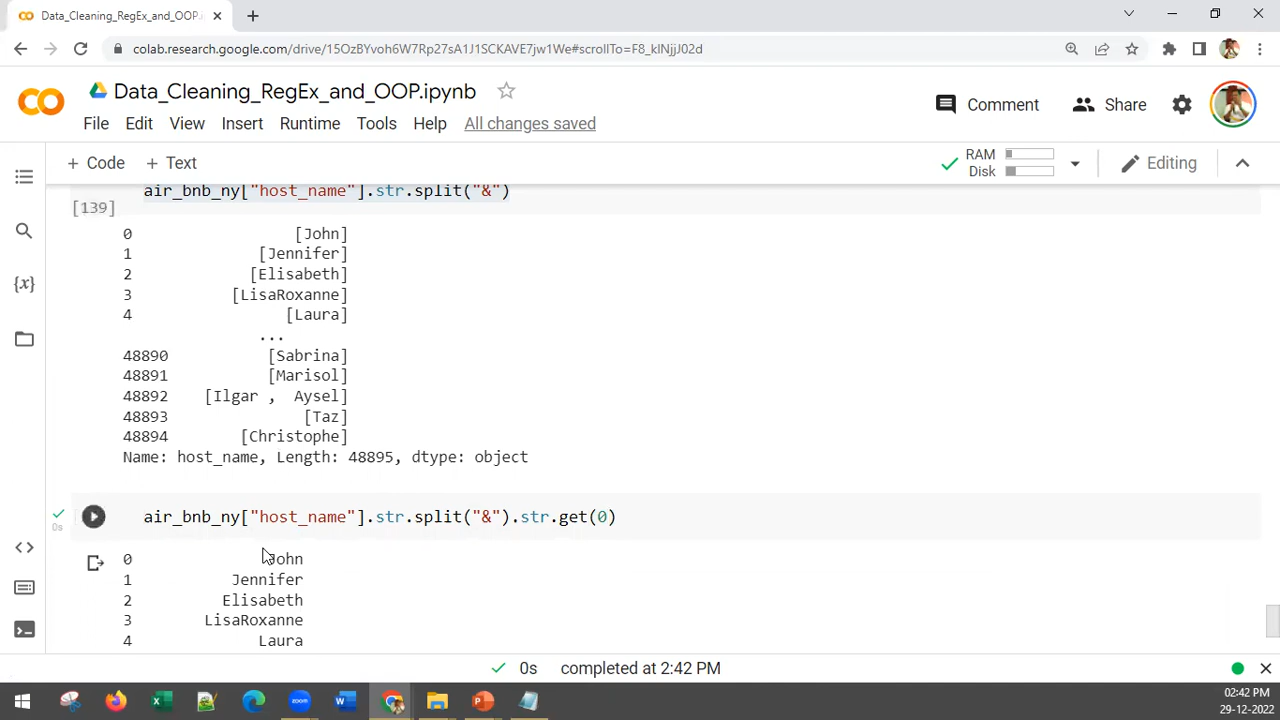 Data_Cleaning_RegEx_and_OOP.i
colab.research.google.com/drive/15OzBYvoh6W7Rp27sA1J1SCKAVE7jw1We#scrollTo=F8_kINjjJ02d
Data_Cleaning_RegEx_and_OOP.ipynb
Comment
Share
File Edit View Insert Runtime Tools Help All changes saved
+ Code + Text
RAM
Disk
Editing
air_bnb_ny["host_name"].str.split("&")
[139]
0 [John]
1 [Jennifer]
2 [Elisabeth]
3 [LisaRoxanne]
4 [Laura]
...
48890 [Sabrina]
48891 [Marisol]
48892 [Ilgar , Aysel]
48893 [Taz]
48894 [Christophe]
Name: host_name, Length: 48895, dtype: object
air_bnb_ny["host_name"].str.split("&").str.get(0)
0s
0 John
1 Jennifer
2 Elisabeth
3 LisaRoxanne
4 Laura
0s completed at 2:42 PM
zoom
02:42 PM
29-12-2022